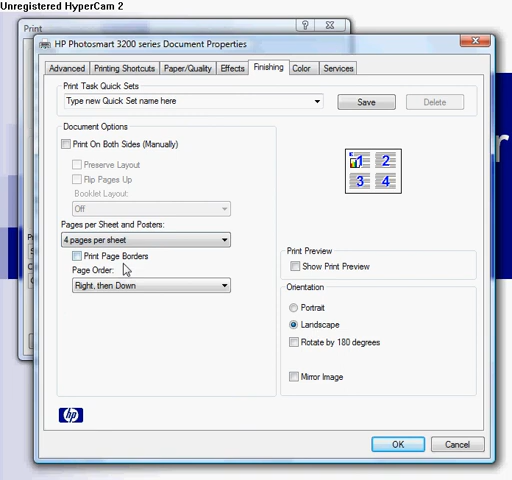 Unregistered HyperCam 2
Print
HP Photosmart 3200 series Document Properties
Advanced Printing Shortcuts Paper/Quality Effects Finishing Color Services
Print Task Quick Sets
Type new Quick Set name here Save Delete
Document Options
Print On Both Sides (Manually)
Preserve Layout
Flip Pages Up
Booklet Layout:
Off
Pages per Sheet and Posters:
4 pages per sheet
Print Page Borders
Page Order:
Right, then Down
1 2
3 4
Print Preview
Show Print Preview
Orientation
Portrait
Landscape
Rotate by 180 degrees
Mirror Image
hp
OK Cancel